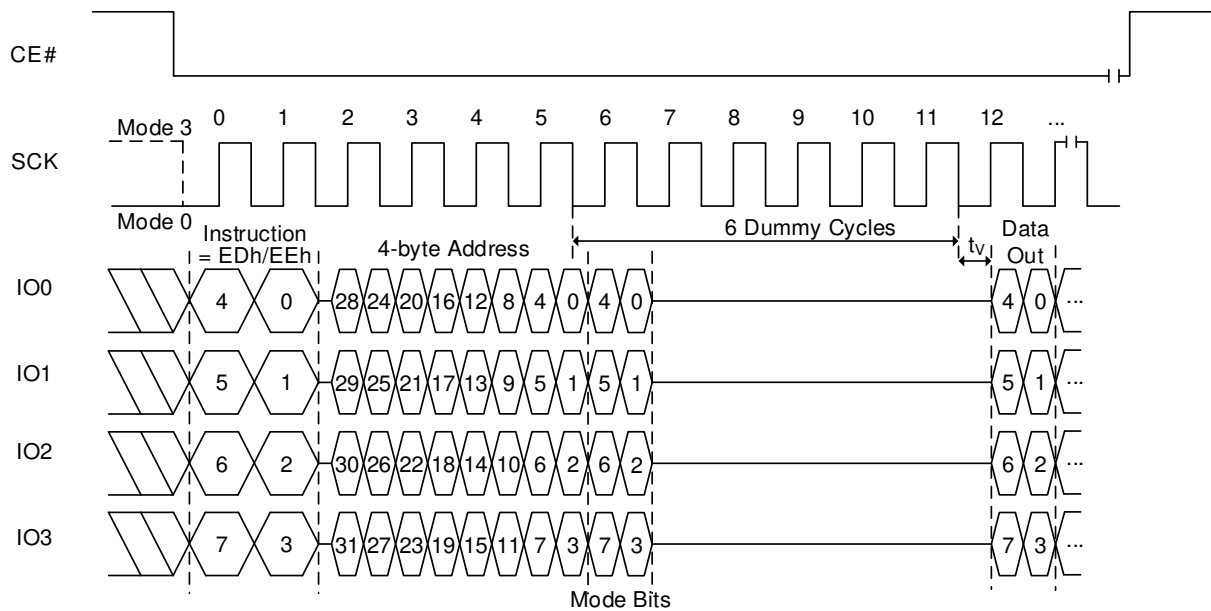 CE#
0 1 2 3 4 5 6 7 8 9 10 11 12 ...
Mode 3
SCK
Mode 0
Instruction
= EDh/EEh
4-byte Address
6 Dummy Cycles
tV
Data
Out
IO0 4 0 28 24 20 16 12 8 4 0 4 0 4 0 ...
IO1 5 1 29 25 21 17 13 9 5 1 5 1 5 1 ...
IO2 6 2 30 26 22 18 14 10 6 2 6 2 6 2 ...
IO3 7 3 31 27 23 19 15 11 7 3 7 3 7 3 ...
Mode Bits